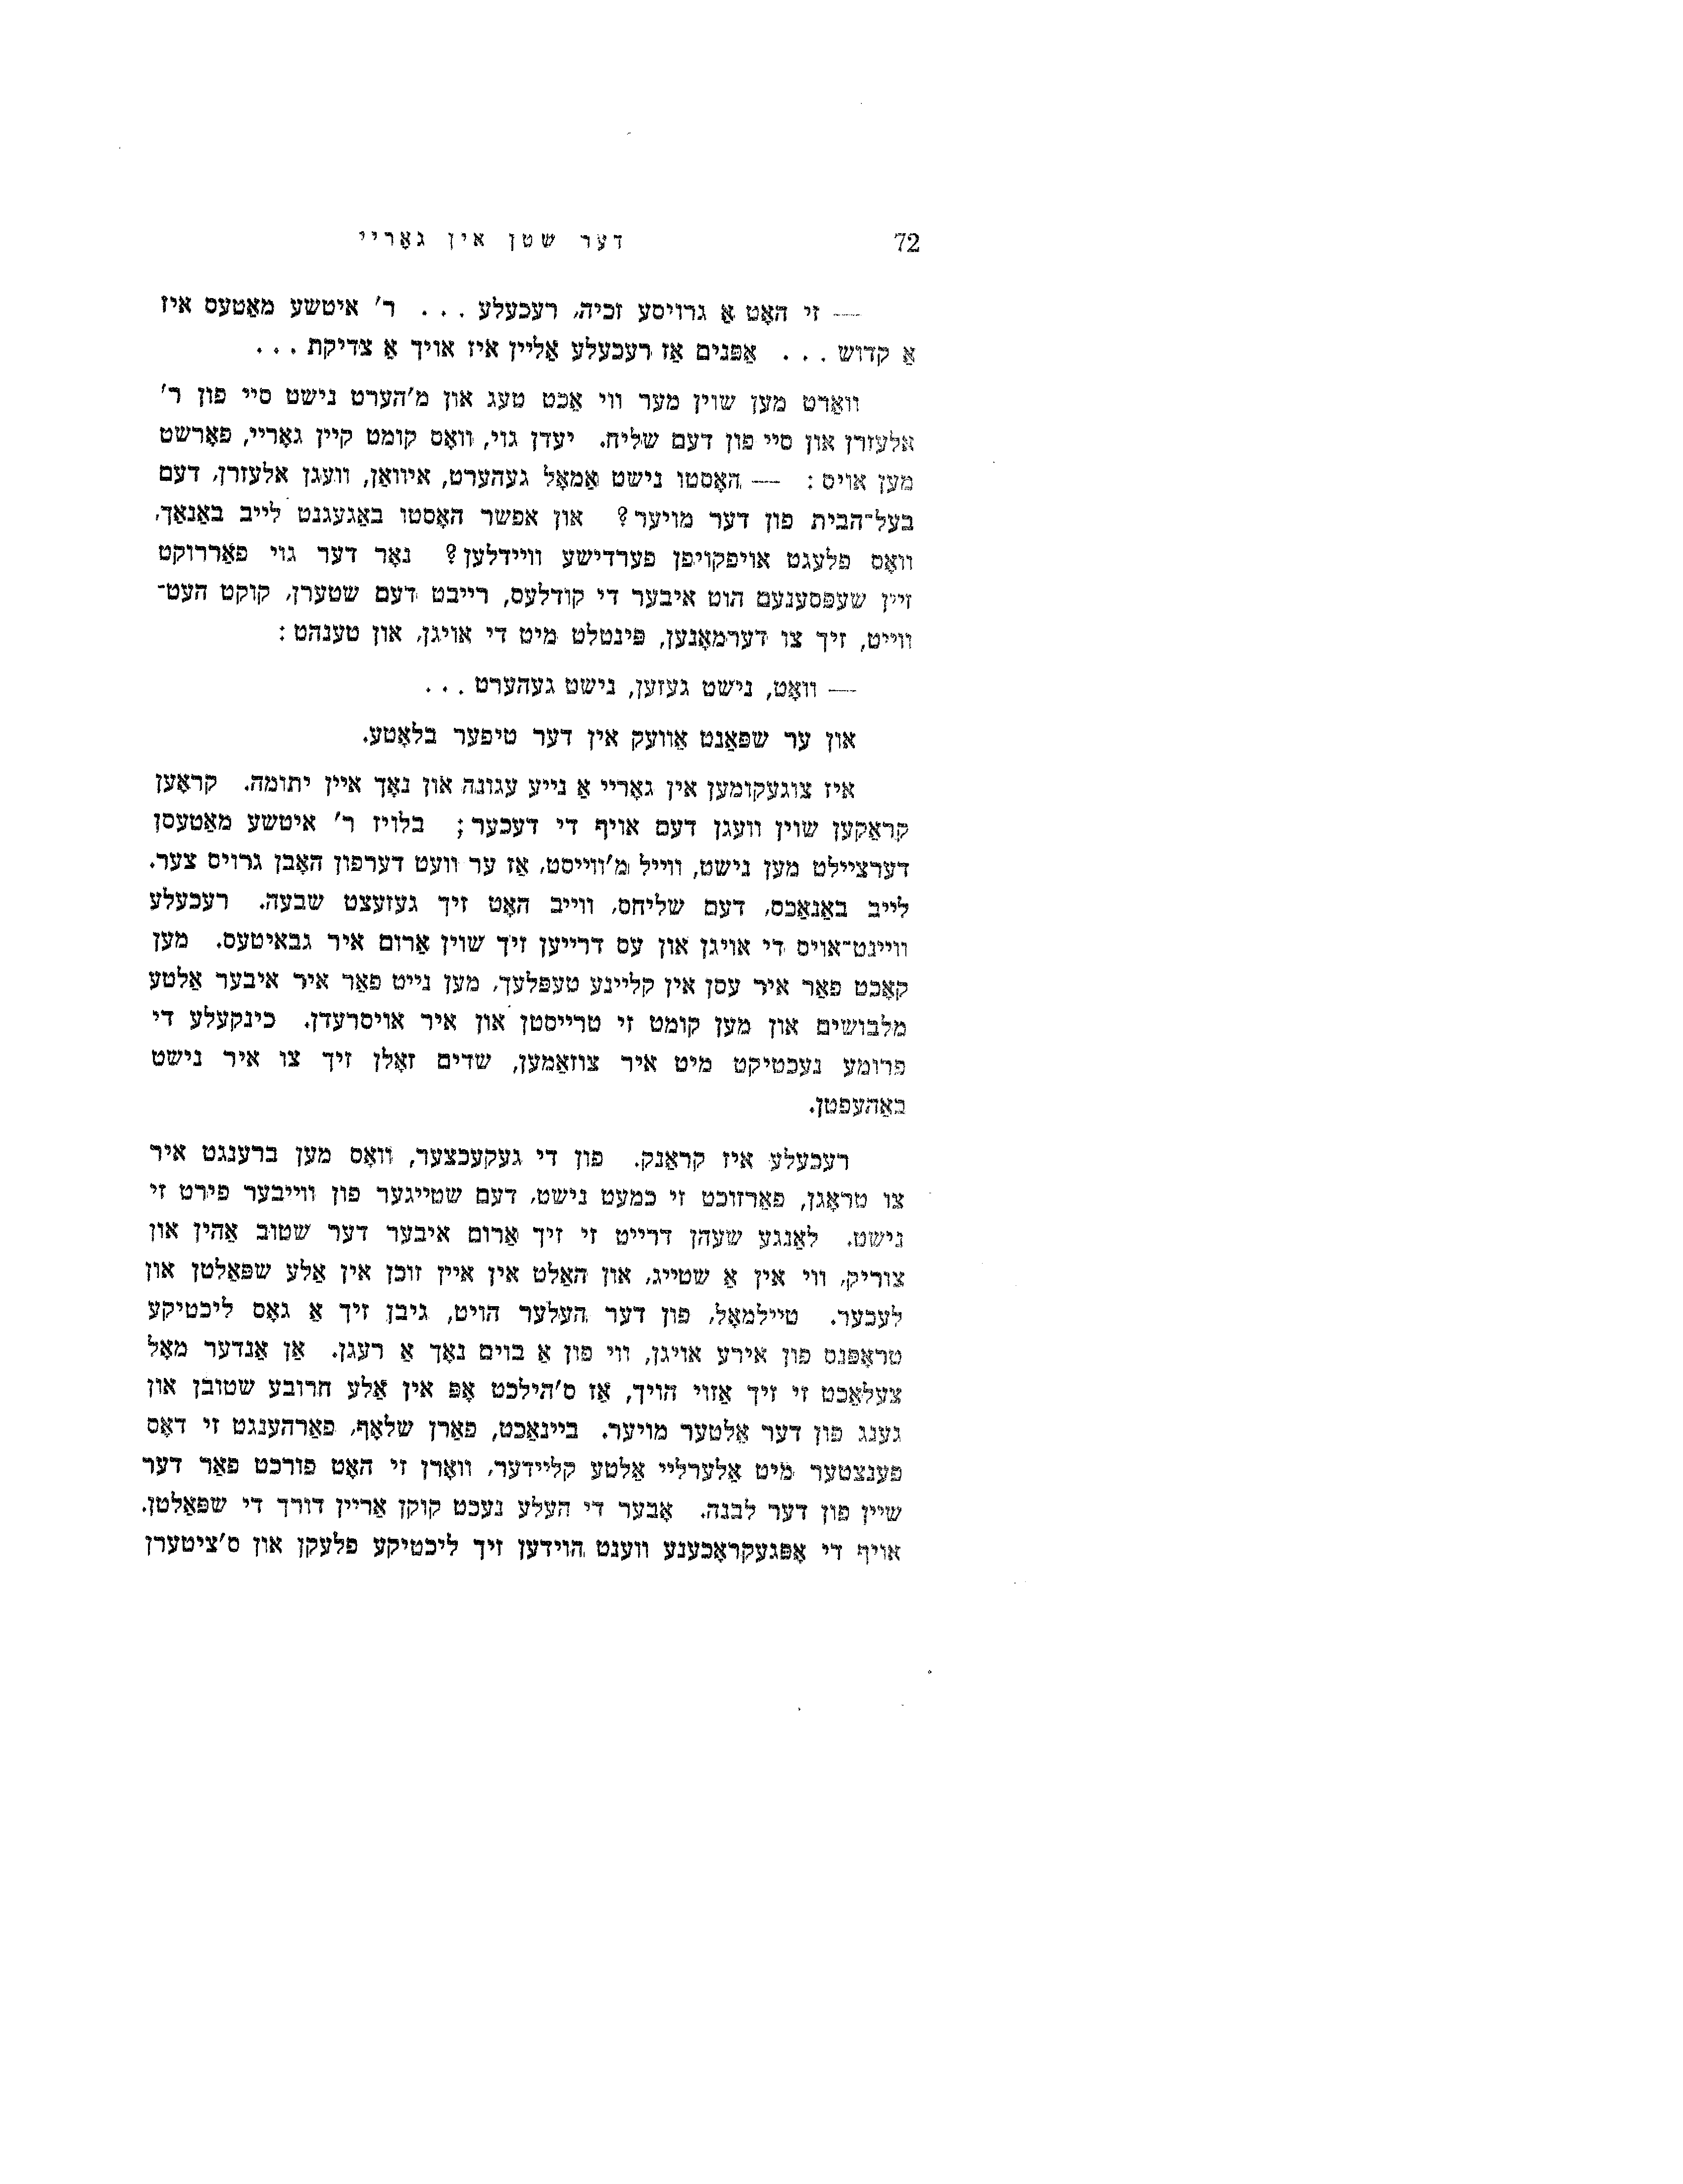 72 דער שטן אין גאָריי
— זי האָט אַ גרויסע זכיה, רעכעלע . . . ר' איטשע מאַטעס איז
אַ קדוש . . . אַפּנים אַז רעכעלע אַליין איז אויך אַ צדיקת . . .
וואַרט מען שוין מער ווי אַכט טעג און מ'הערט נישט סיי פון ר'
אלעזרן און סיי פון דעם שליח. יעדן גוי, וואָס קומט קיין גאָריי, פאָרשט
מען אויס : — האָסטו נישט אַמאָל געהערט, איוואַן, וועגן אלעזרן, דעם
בעל־הבית פון דער מויער? און אפשר האָסטו באַגעגנט לייב באַנאַך,
וואָס פלעגט אויפקויפן פערדישע וויידלען? נאָר דער גוי פאַררוקט
זיין שעפּסענעם הוט איבער די קודלעס, רייבט דעם שטערן, קוקט העט־
ווייט, זיך צו דערמאָנען, פּינטלט מיט די אויגן, און טענהט :
— וואָט, נישט געזען, נישט געהערט . . .
און ער שפּאַנט אַוועק אין דער טיפער בלאָטע.
איז צוגעקומען אין גאָריי אַ נייע עגונה און נאָך איין יתומה. קראָען
קראַקען שוין וועגן דעם אויף די דעכער; בלויז ר' איטשע מאַטעסן
דערציילט מען נישט, ווייל מ'ווייסט, אַז ער וועט דערפון האָבן גרויס צער.
לייב באַנאַכס, דעם שליחס, ווייב האָט זיך געזעצט שבעה. רעכעלע
וויינט־אויס די אויגן און עס דרייען זיך שוין אַרום איר גבאיטעס. מען
קאָכט פאַר איר עסן אין קליינע טעפּלעך, מען נייט פאַר איר איבער אַלטע
מלבושים און מען קומט זי טרייסטן און איר אויסרעדן. כינקעלע די
פרומע נעכטיקט מיט איר צוזאַמען, שדים זאָלן זיך צו איר נישט
באַהעפטן.
רעכעלע איז קראַנק. פון די געקעכצער, וואָס מען ברענגט איר
צו טראָגן, פאַרזוכט זי כמעט נישט, דעם שטייגער פון ווייבער פירט זי
נישט. לאַנגע שעהן דרייט זי זיך אַרום איבער דער שטוב אַהין און
צוריק, ווי אין אַ שטייג, און האַלט אין איין זוכן אין אַלע שפּאַלטן און
לעכער. טיילמאָל, פון דער העלער הויט, גיבן זיך אַ גאָס ליכטיקע
טראָפּנס פון אירע אויגן, ווי פון אַ בוים נאָך אַ רעגן. אַן אַנדער מאָל
צעלאַכט זי זיך אַזוי הויך, אַז ס'הילכט אָפּ אין אַלע חרובע שטובן און
גענג פון דער אַלטער מויער. ביינאַכט, פאַרן שלאָף, פאַרהענגט זי דאָס
פענצטער מיט אַלערליי אַלטע קליידער, וואָרן זי האָט פורכט פאַר דער
שיין פון דער לבנה. אָבער די העלע נעכט קוקן אַריין דורך די שפּאַלטן.
אויף די אָפּגעקראָכענע ווענט הוידען זיך ליכטיקע פלעקן און ס'ציטערן